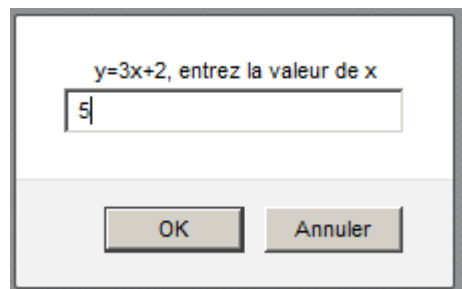 y=3x+2, entrez la valeur de x
5
OK Annuler